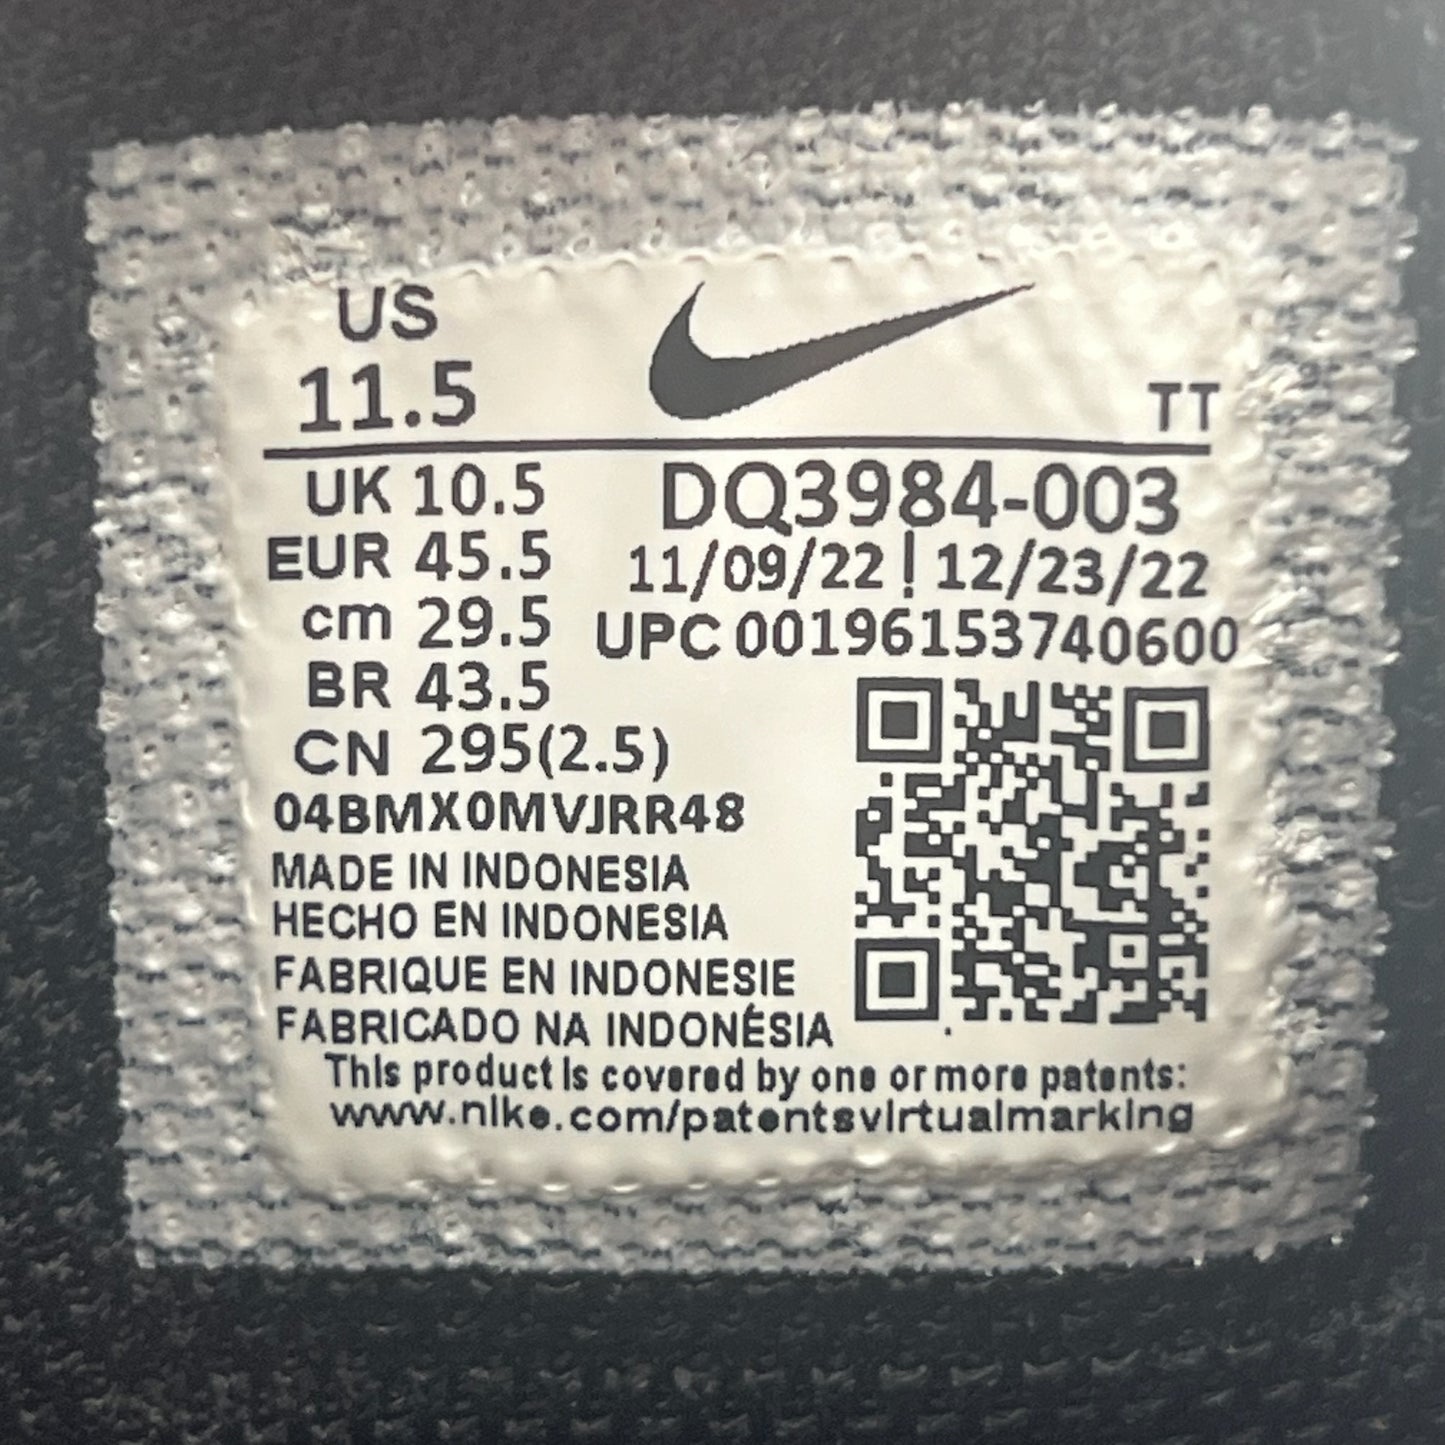 US
11.5
TT
UK 10.5
EUR 45.5
cm 29.5
BR 43.5
CN 295(2.5)
DQ3984-003
11/09/22 | 12/23/22
UPC 00196153740600
04BMX0MVJRR48
MADE IN INDONESIA
HECHO EN INDONESIA
FABRIQUE EN INDONESIE
FABRICADO NA INDONÉSIA
This product is covered by one or more patents:
www.nike.com/patentsvirtualmarking